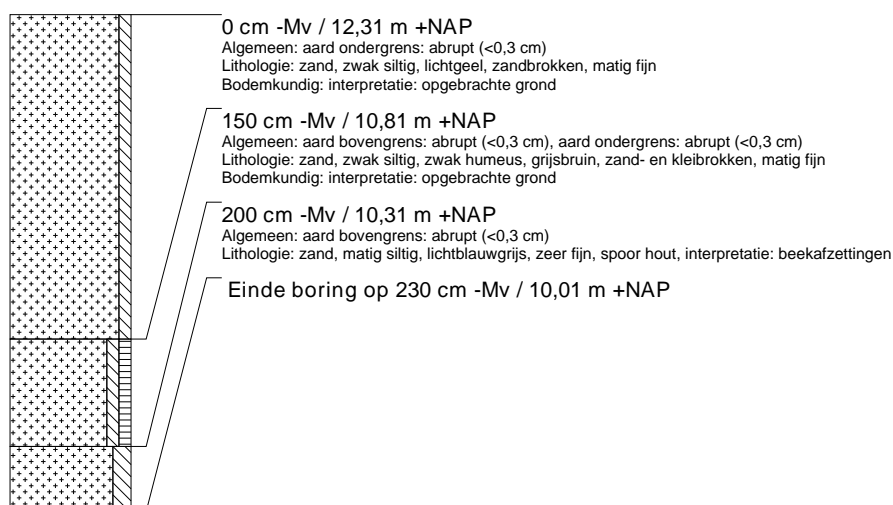 0 cm -Mv / 12,31 m +NAP
Algemeen: aard ondergrens: abrupt (<0,3 cm)
Lithologie: zand, zwak siltig, lichtgeel, zandbrokken, matig fijn
Bodemkundig: interpretatie: opgebrachte grond
150 cm -Mv / 10,81 m +NAP
Algemeen: aard bovengrens: abrupt (<0,3 cm), aard ondergrens: abrupt (<0,3 cm)
Lithologie: zand, zwak siltig, zwak humeus, grijsbruin, zand- en kleibrokken, matig fijn
Bodemkundig: interpretatie: opgebrachte grond
200 cm -Mv / 10,31 m +NAP
Algemeen: aard bovengrens: abrupt (<0,3 cm)
Lithologie: zand, matig siltig, lichtblauwgrijs, zeer fijn, spoor hout, interpretatie: beekafzettingen
Einde boring op 230 cm -Mv / 10,01 m +NAP